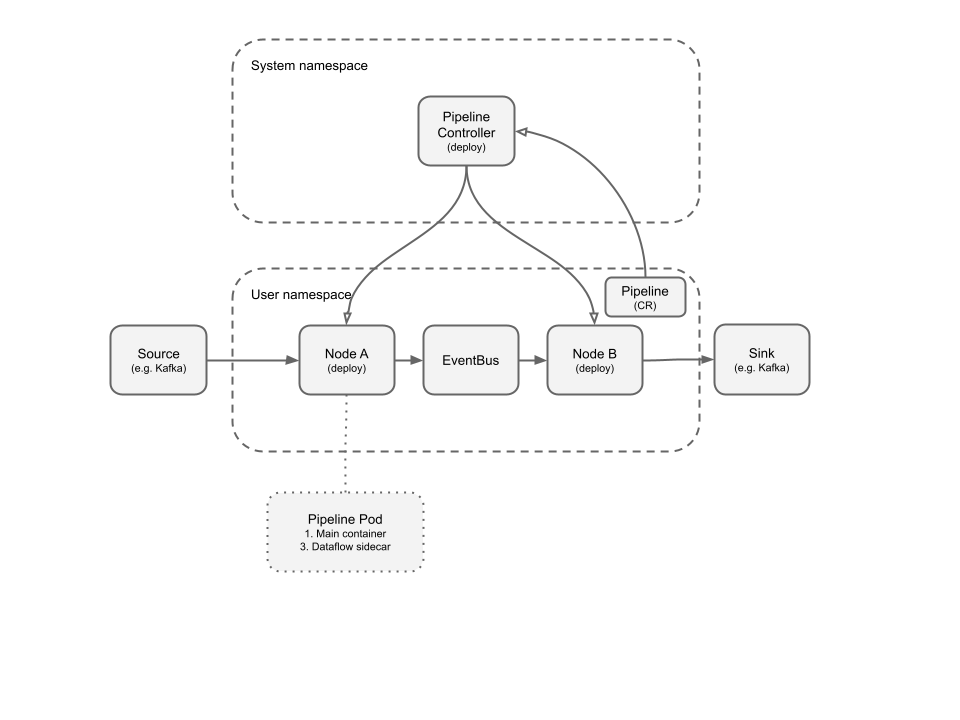 System namespace
Pipeline
Controller
(deploy)
User namespace
Pipeline
(CR)
Source
(e.g. Kafka)
Node A
(deploy)
EventBus
Node B
(deploy)
Sink
(e.g. Kafka)
Pipeline Pod
1. Main container
3. Dataflow sidecar